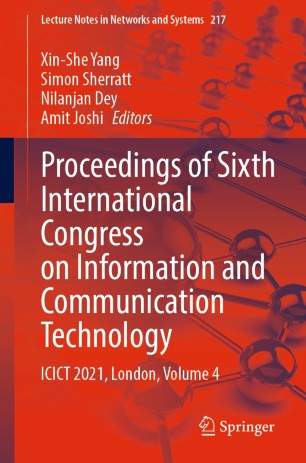 Lecture Notes in Networks and Systems 217
Xin-She Yang
Simon Sherratt
Nilanjan Dey
Amit Joshi Editors
Proceedings of Sixth
International
Congress
on Information and
Communication
Technology
ICICT 2021, London, Volume 4
Springer